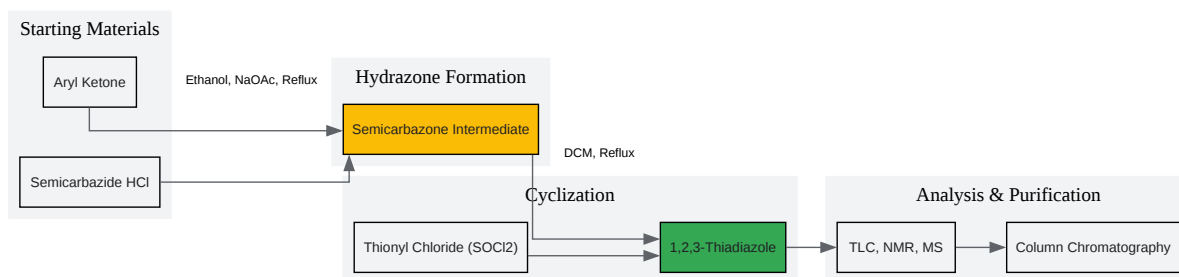 Starting Materials
Aryl Ketone
Semicarbazide HCl
Ethanol, NaOAc, Reflux
Hydrazone Formation
Semicarbazone Intermediate
DCM, Reflux
Cyclization
Thionyl Chloride (SOCl2)
1,2,3-Thiadiazole
Analysis & Purification
TLC, NMR, MS
Column Chromatography